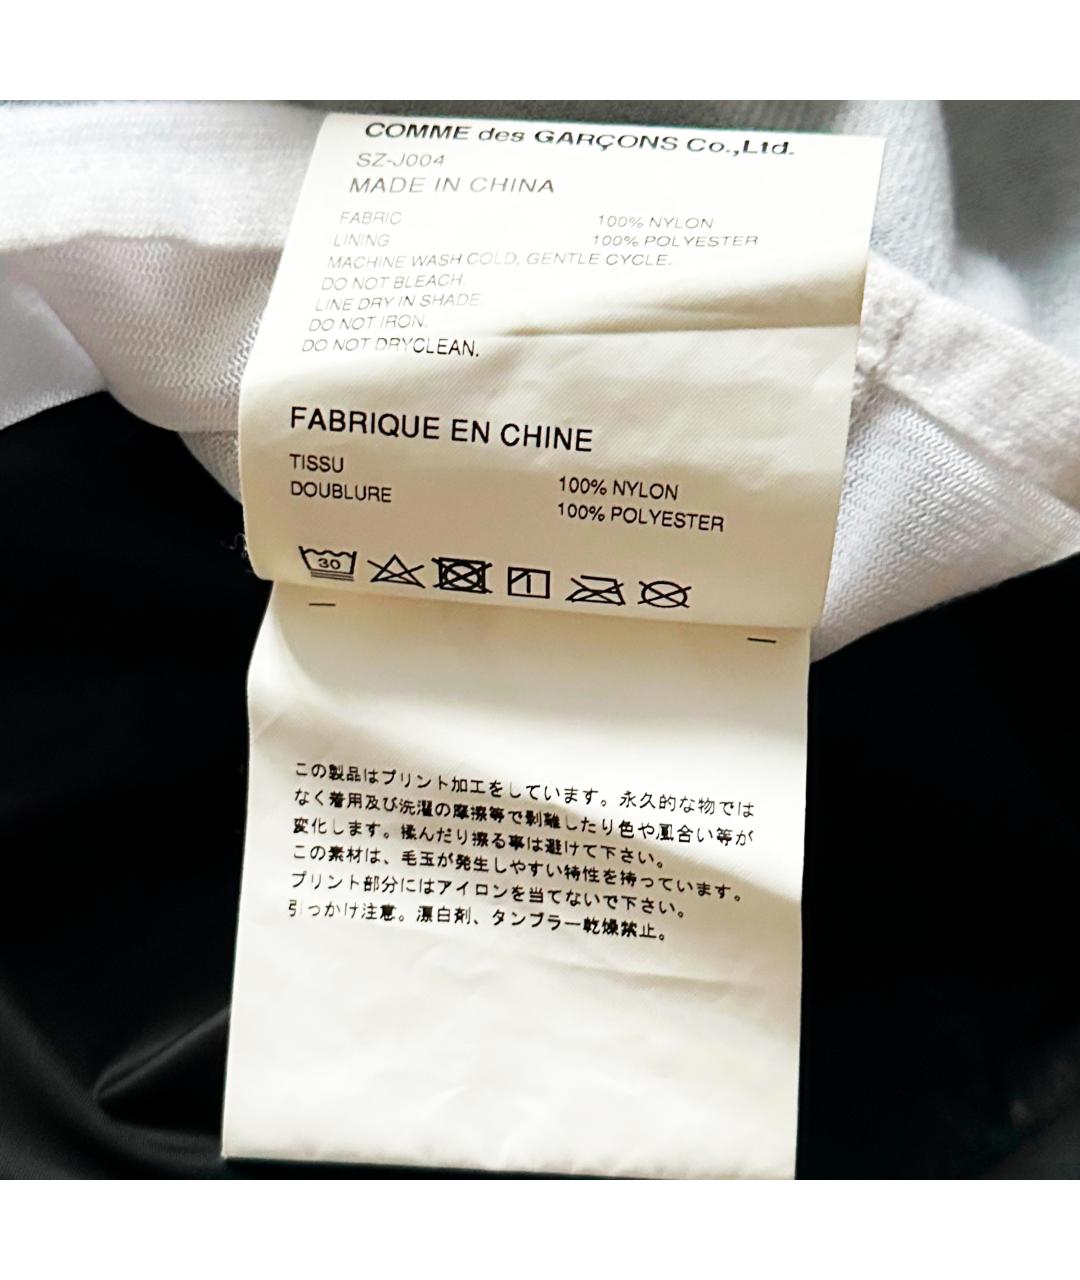 COMME des GARÇONS Co.,Ltd.
SZ-J004
MADE IN CHINA
FABRIC 100% NYLON
LINING 100% POLYESTER
MACHINE WASH COLD, GENTLE CYCLE.
DO NOT BLEACH.
LINE DRY IN SHADE.
DO NOT IRON.
DO NOT DRYCLEAN.
FABRIQUE EN CHINE
TISSU 100% NYLON
DOUBLURE 100% POLYESTER
30
この製品はプリント加工をしています。永久的な物では
なく着用及び洗濯の摩擦等で剥離したり色や風合い等が
変化します。揉んだり擦る事は避けて下さい。
この素材は、毛玉が発生しやすい特性を持っています。
プリント部分にはアイロンを当てないで下さい。
引っかけ注意。漂白剤、タンブラー乾燥禁止。